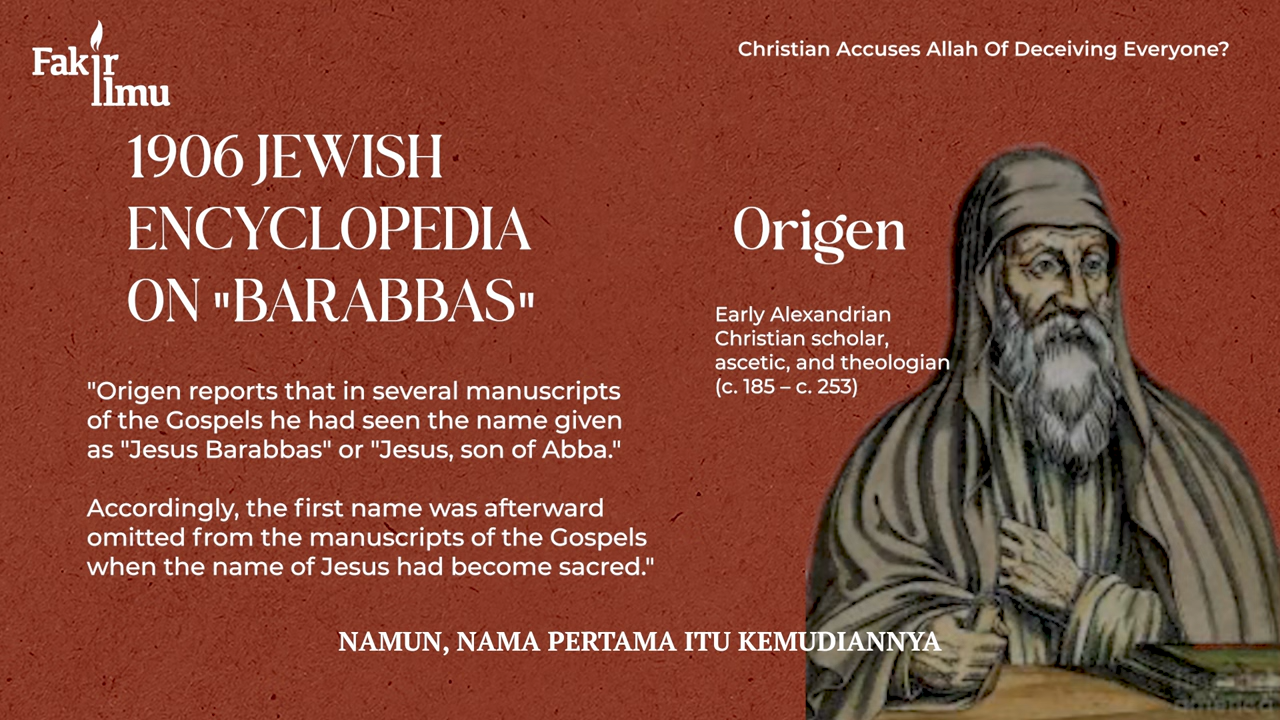 Fakir
Ilmu
Christian Accuses Allah Of Deceiving Everyone?
1906 JEWISH
ENCYCLOPEDIA
ON "BARABBAS"
"Origen reports that in several manuscripts
of the Gospels he had seen the name given
as "Jesus Barabbas" or "Jesus, son of Abba."
Accordingly, the first name was afterward
omitted from the manuscripts of the Gospels
when the name of Jesus had become sacred."
Origen
Early Alexandrian
Christian scholar,
ascetic, and theologian
(c. 185 – c. 253)
NAMUN, NAMA PERTAMA ITU KEMUDIANNYA